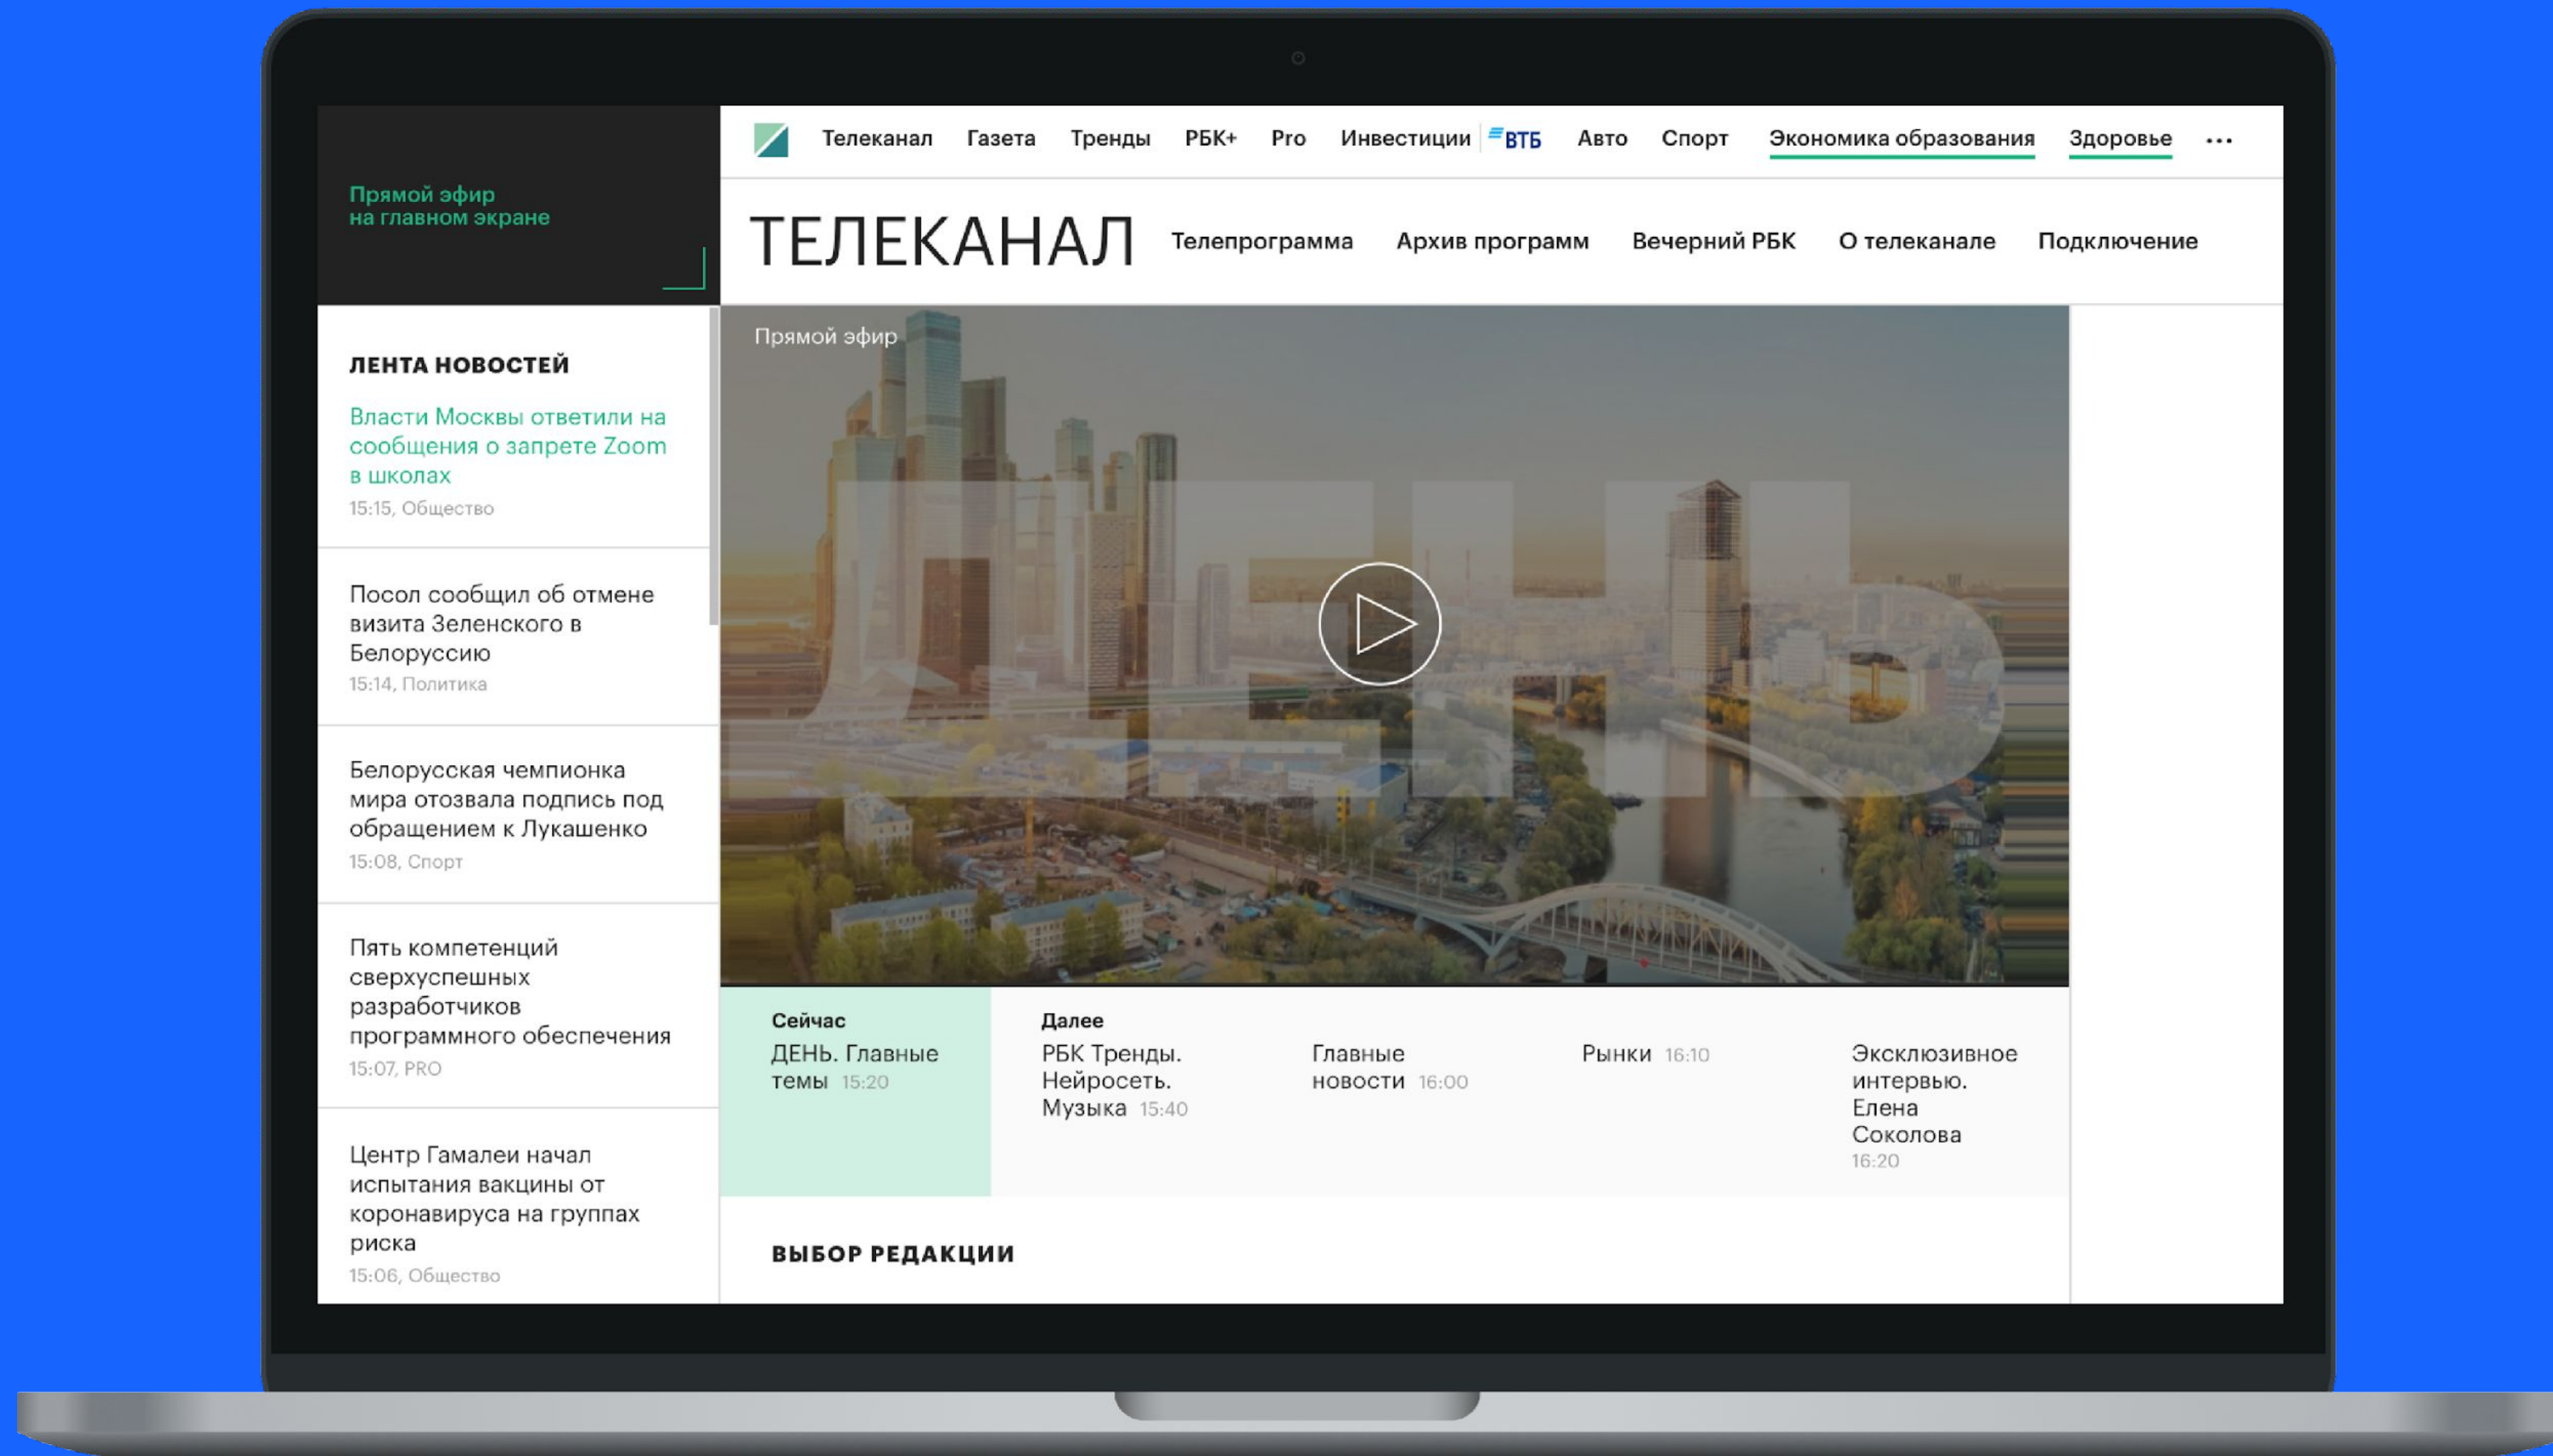 Прямой эфир
на главном экране
ЛЕНТА НОВОСТЕЙ
Власти Москвы ответили на
сообщения о запрете Zoom
в школах
15:15, Общество
Посол сообщил об отмене
визита Зеленского в
Белоруссию
15:14, Политика
Белорусская чемпионка
мира отозвала подпись под
обращением к Лукашенко
15:08, Спорт
Пять компетенций
сверхуспешных
разработчиков
программного обеспечения
15:07, PRO
Центр Гамалеи начал
испытания вакцины от
коронавируса на группах
риска
15:06, Общество
Телеканал Газета Тренды РБК+ Pro Инвестиции ВТБ Авто Спорт Экономика образования Здоровье ...
ТЕЛЕКАНАЛ Телепрограмма Архив программ Вечерний РБК О телеканале Подключение
Прямой эфир
ДЕНЬ
Сейчас
ДЕНЬ. Главные
темы 15:20
Далее
РБК Тренды.
Нейросеть.
Музыка 15:40
Главные
новости 16:00
Рынки 16:10
Эксклюзивное
интервью.
Елена
Соколова
16:20
ВЫБОР РЕДАКЦИИ